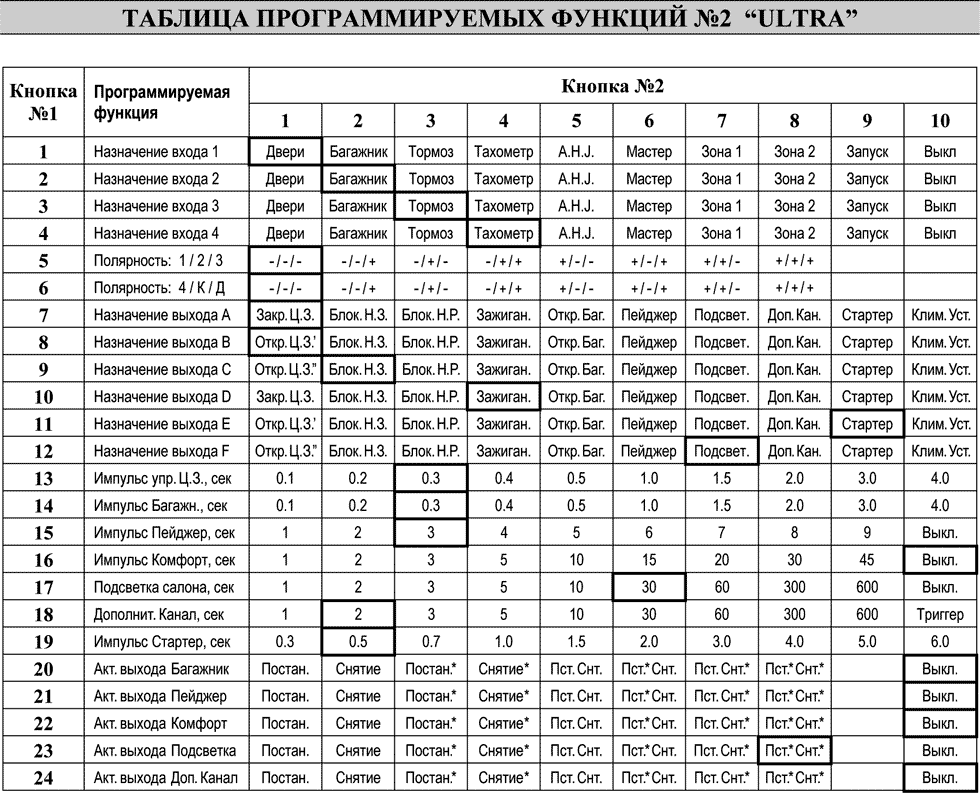 ТАБЛИЦА ПРОГРАММИРУЕМЫХ ФУНКЦИЙ №2 “ULTRA”
Кнопка №1 Программируемая функция Кнопка №2
1 2 3 4 5 6 7 8 9 10
1 Назначение входа 1 Двери Багажник Тормоз Тахометр A.H.J. Мастер Зона 1 Зона 2 Запуск Выкл
2 Назначение входа 2 Двери Багажник Тормоз Тахометр A.H.J. Мастер Зона 1 Зона 2 Запуск Выкл
3 Назначение входа 3 Двери Багажник Тормоз Тахометр A.H.J. Мастер Зона 1 Зона 2 Запуск Выкл
4 Назначение входа 4 Двери Багажник Тормоз Тахометр A.H.J. Мастер Зона 1 Зона 2 Запуск Выкл
5 Полярность: 1 / 2 / 3 - / - / - - / - / + - / + / - - / + / + + / - / - + / - / + + / + / - + / + / +
6 Полярность: 4 / К / Д - / - / - - / - / + - / + / - - / + / + + / - / - + / - / + + / + / - + / + / +
7 Назначение выхода A Закр. Ц.З. Блок. Н.З. Блок. Н.Р. Зажиган. Откр. Баг. Пейджер Подсвет. Доп. Кан. Стартер Клим. Уст.
8 Назначение выхода B Откр. Ц.З.' Блок. Н.З. Блок. Н.Р. Зажиган. Откр. Баг. Пейджер Подсвет. Доп. Кан. Стартер Клим. Уст.
9 Назначение выхода C Откр. Ц.З." Блок. Н.З. Блок. Н.Р. Зажиган. Откр. Баг. Пейджер Подсвет. Доп. Кан. Стартер Клим. Уст.
10 Назначение выхода D Закр. Ц.З. Блок. Н.З. Блок. Н.Р. Зажиган. Откр. Баг. Пейджер Подсвет. Доп. Кан. Стартер Клим. Уст.
11 Назначение выхода E Откр. Ц.З.' Блок. Н.З. Блок. Н.Р. Зажиган. Откр. Баг. Пейджер Подсвет. Доп. Кан. Стартер Клим. Уст.
12 Назначение выхода F Откр. Ц.З." Блок. Н.З. Блок. Н.Р. Зажиган. Откр. Баг. Пейджер Подсвет. Доп. Кан. Стартер Клим. Уст.
13 Импульс упр. Ц.З., сек 0.1 0.2 0.3 0.4 0.5 1.0 1.5 2.0 3.0 4.0
14 Импульс Багажн., сек 0.1 0.2 0.3 0.4 0.5 1.0 1.5 2.0 3.0 4.0
15 Импульс Пейджер, сек 1 2 3 4 5 6 7 8 9 Выкл.
16 Импульс Комфорт, сек 1 2 3 5 10 15 20 30 45 Выкл.
17 Подсветка салона, сек 1 2 3 5 10 30 60 300 600 Выкл.
18 Дополнит. Канал, сек 1 2 3 5 10 30 60 300 600 Триггер
19 Импульс Стартер, сек 0.3 0.5 0.7 1.0 1.5 2.0 3.0 4.0 5.0 6.0
20 Акт. выхода Багажник Постан. Снятие Постан.* Снятие* Пст. Снт. Пст.* Снт. Пст. Снт.* Пст.* Снт.* Выкл.
21 Акт. выхода Пейджер Постан. Снятие Постан.* Снятие* Пст. Снт. Пст.* Снт. Пст. Снт.* Пст.* Снт.* Выкл.
22 Акт. выхода Комфорт Постан. Снятие Постан.* Снятие* Пст. Снт. Пст.* Снт. Пст. Снт.* Пст.* Снт.* Выкл.
23 Акт. выхода Подсветка Постан. Снятие Постан.* Снятие* Пст. Снт. Пст.* Снт. Пст. Снт.* Пст.* Снт.* Выкл.
24 Акт. выхода Доп. Канал Постан. Снятие Постан.* Снятие* Пст. Снт. Пст.* Снт. Пст. Снт.* Пст.* Снт.* Выкл.